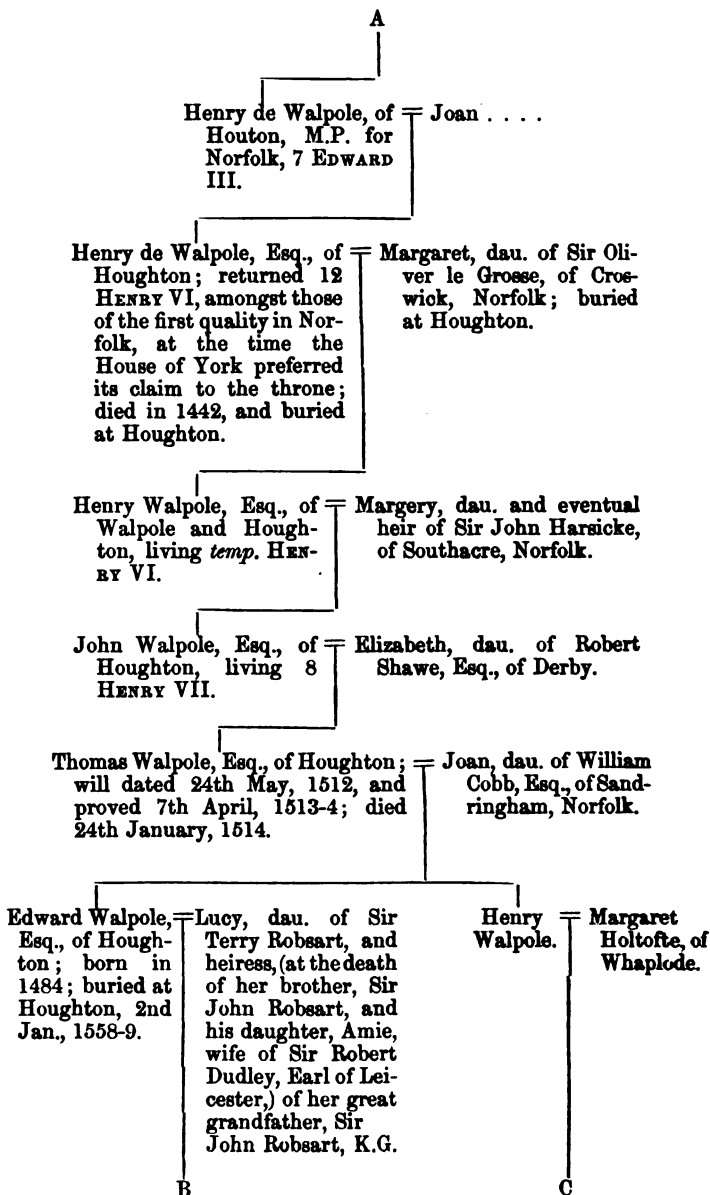 A
Henry de Walpole, of
Houton, M.P. for
Norfolk, 7 EDWARD
III.
= Joan . . . .
Henry de Walpole, Esq., of
Houghton; returned 12
HENRY VI, amongst those
of the first quality in Nor-
folk, at the time the
House of York preferred
its claim to the throne;
died in 1442, and buried
at Houghton.
= Margaret, dau. of Sir Oli-
ver le Grosse, of Cros-
wick, Norfolk; buried
at Houghton.
Henry Walpole, Esq., of
Walpole and Hough-
ton, living temp. HEN-
RY VI.
= Margery, dau. and eventual
heir of Sir John Harsicke,
of Southacre, Norfolk.
John Walpole, Esq., of
Houghton, living 8
HENRY VII.
= Elizabeth, dau. of Robert
Shawe, Esq., of Derby.
Thomas Walpole, Esq., of Houghton;
will dated 24th May, 1512, and
proved 7th April, 1513-4; died
24th January, 1514.
= Joan, dau. of William
Cobb, Esq., of Sand-
ringham, Norfolk.
Edward Walpole,
Esq., of Hough-
ton; born in
1484; buried at
Houghton, 2nd
Jan., 1558-9.
= Lucy, dau. of Sir
Terry Robsart, and
heiress, (at the death
of her brother, Sir
John Robsart, and
his daughter, Amie,
wife of Sir Robert
Dudley, Earl of Lei-
cester,) of her great
grandfather, Sir
John Robsart, K.G.
Henry
Walpole.
= Margaret
Holtofte, of
Whaplode.
B
C